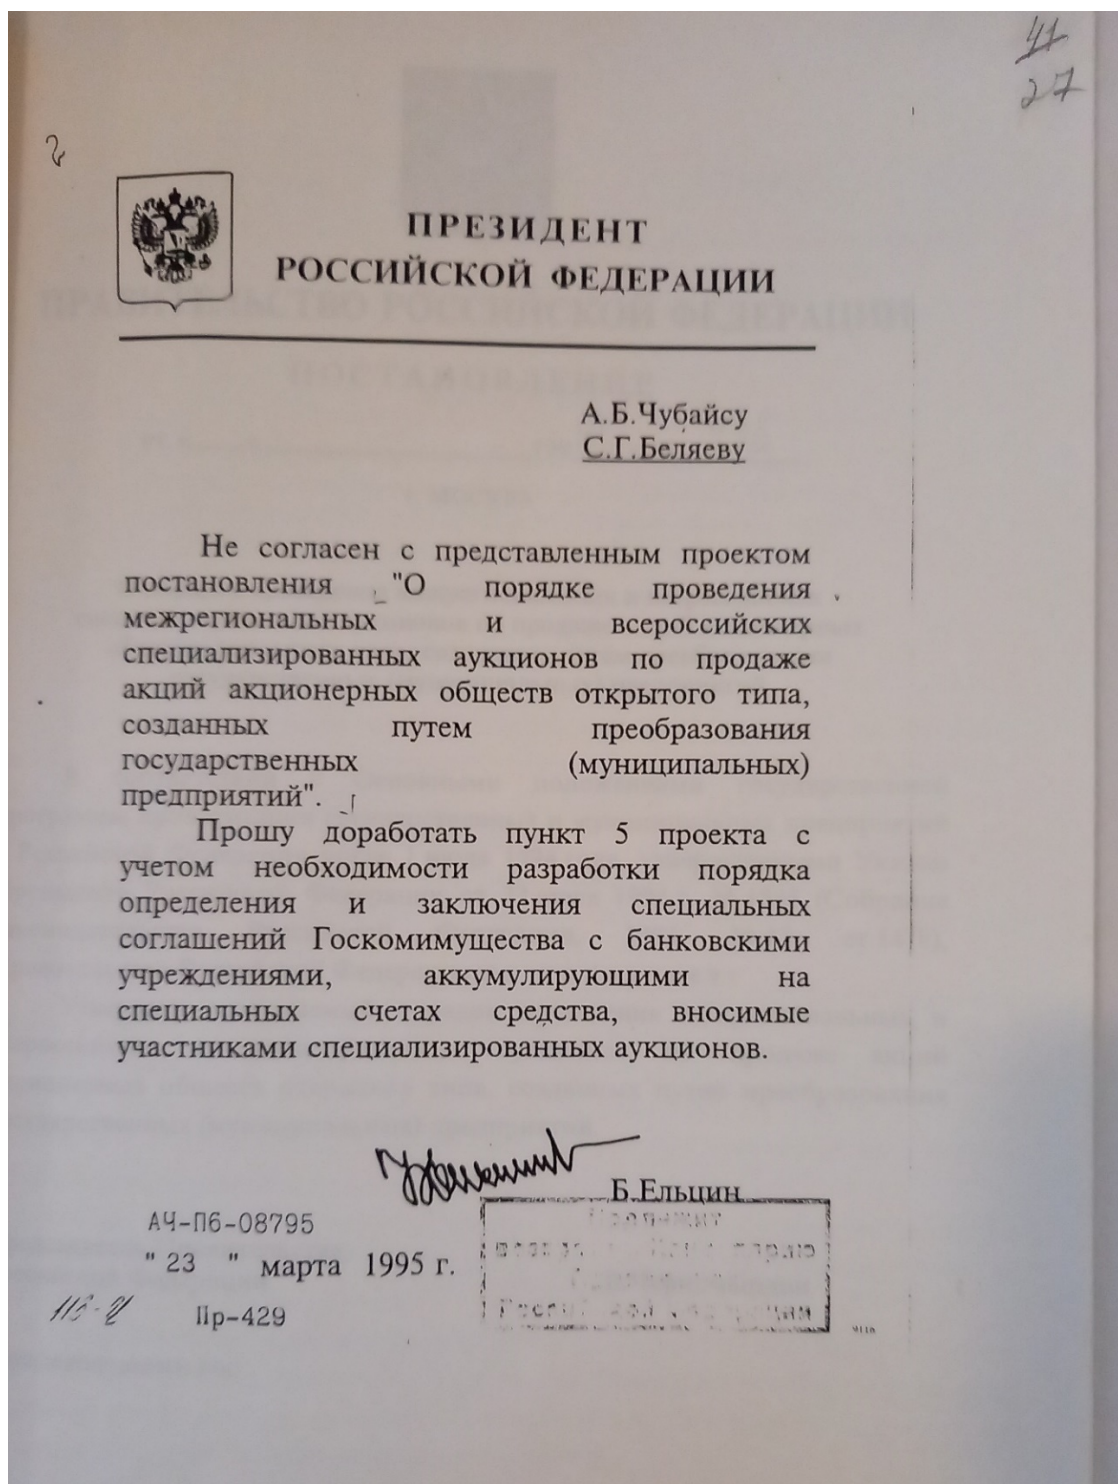 41
27
ПРЕЗИДЕНТ
РОССИЙСКОЙ ФЕДЕРАЦИИ
А.Б.Чубайсу
С.Г.Беляеву
Не согласен с представленным проектом
постановления "О порядке проведения
межрегиональных и всероссийских
специализированных аукционов по продаже
акций акционерных обществ открытого типа,
созданных путем преобразования
государственных (муниципальных)
предприятий".
Прошу доработать пункт 5 проекта с
учетом необходимости разработки порядка
определения и заключения специальных
соглашений Госкомимущества с банковскими
учреждениями, аккумулирующими на
специальных счетах средства, вносимые
участниками специализированных аукционов.
Б.Ельцин
АЧ-П6-08795
" 23 " марта 1995 г.
Пр-429